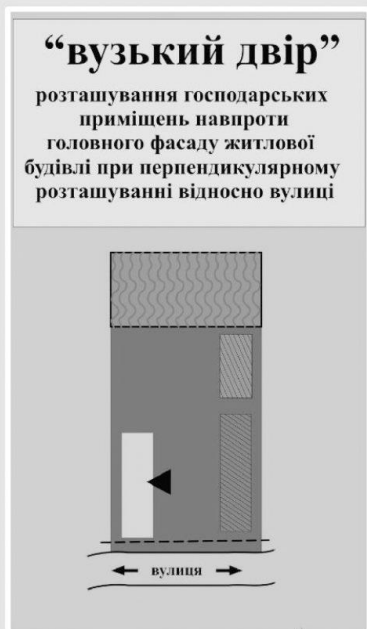 “вузький двір”
розташування господарських
приміщень навпроти
головного фасаду житлової
будівлі при перпендикулярному
розташуванні відносно вулиці
вулиця